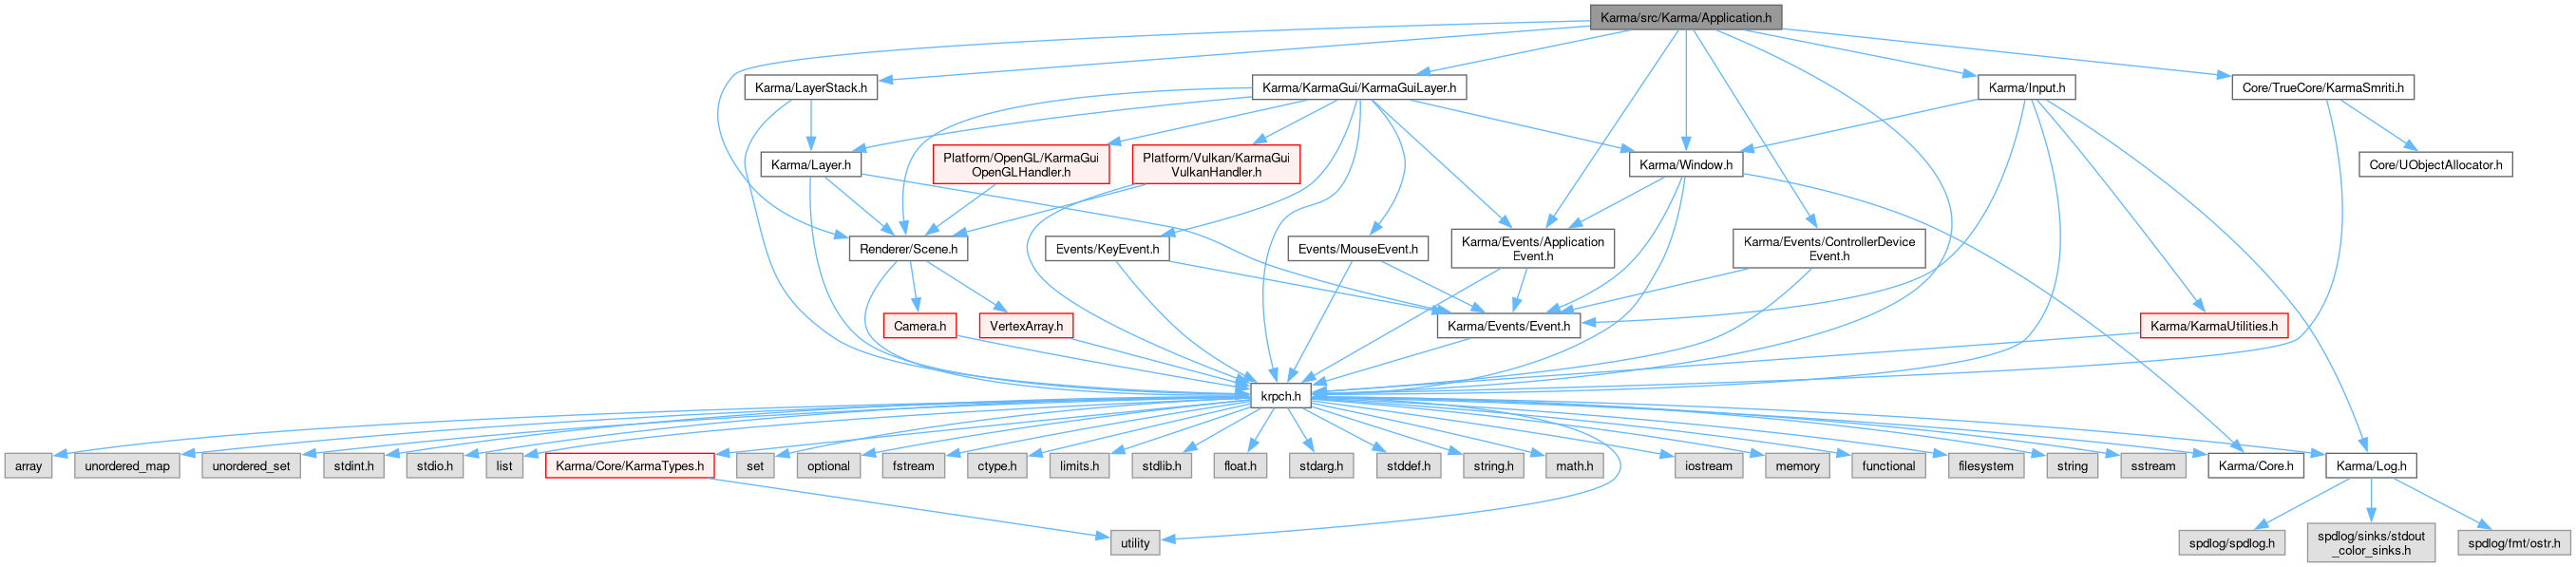 Karma/src/Karma/Application.h
Karma/LayerStack.h
Karma/KarmaGui/KarmaGuiLayer.h
Karma/Input.h
Core/TrueCore/KarmaSmriti.h
Karma/Layer.h
Platform/OpenGL/KarmaGui
OpenGLHandler.h
Platform/Vulkan/KarmaGui
VulkanHandler.h
Karma/Window.h
Core/UObjectAllocator.h
Renderer/Scene.h
Events/KeyEvent.h
Events/MouseEvent.h
Karma/Events/Application
Event.h
Karma/Events/ControllerDevice
Event.h
Camera.h
VertexArray.h
Karma/Events/Event.h
Karma/KarmaUtilities.h
krpch.h
array
unordered_map
unordered_set
stdint.h
stdio.h
list
Karma/Core/KarmaTypes.h
set
optional
fstream
ctype.h
limits.h
stdlib.h
float.h
stdarg.h
stddef.h
string.h
math.h
iostream
memory
functional
filesystem
string
sstream
Karma/Core.h
Karma/Log.h
utility
spdlog/spdlog.h
spdlog/sinks/stdout
_color_sinks.h
spdlog/fmt/ostr.h